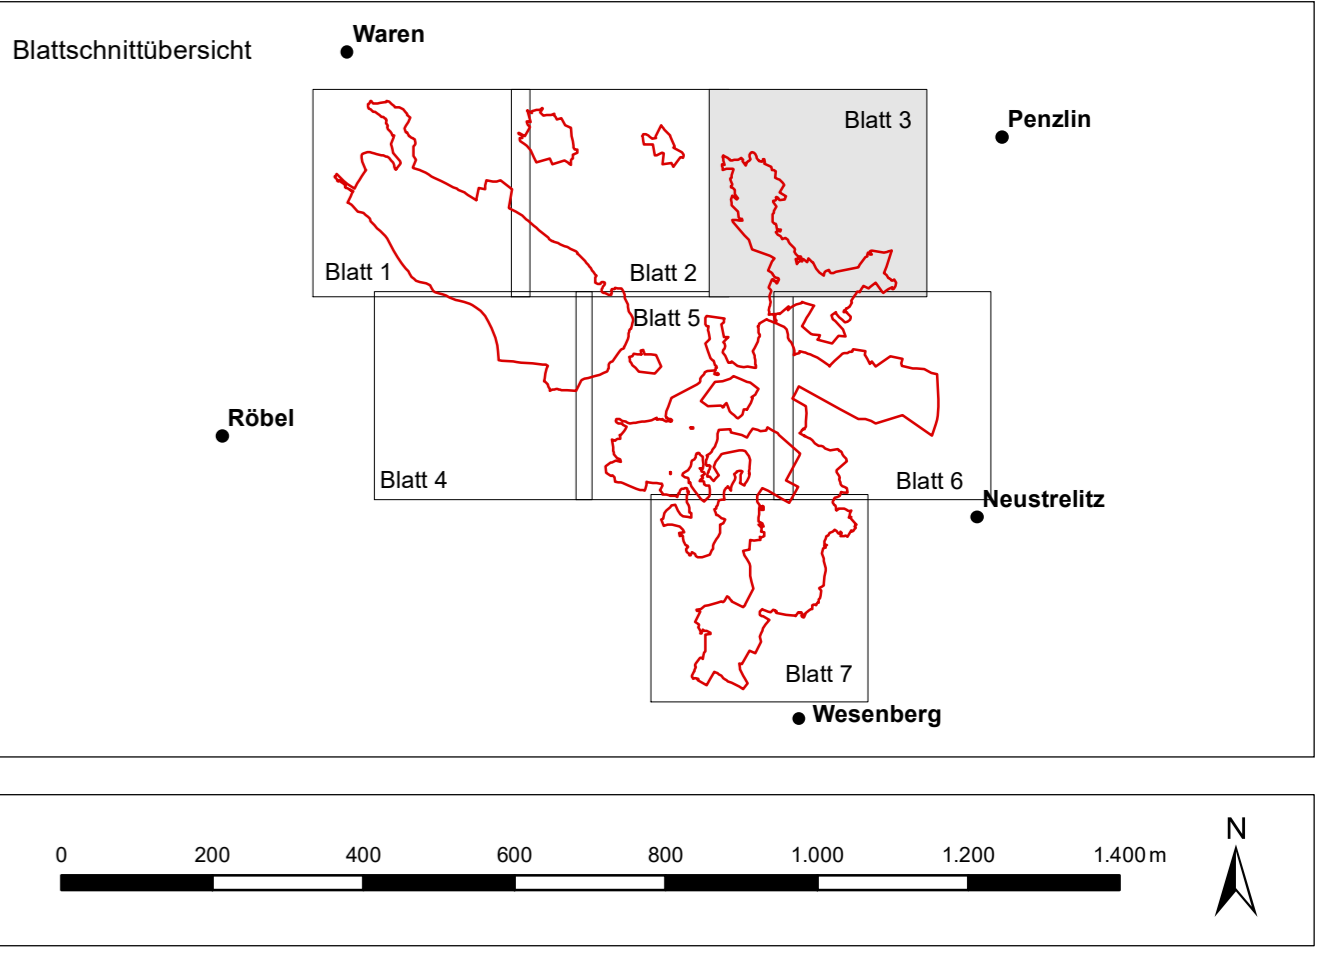 Blattschnittübersicht
Waren
Penzlin
Blatt 3
Blatt 1
Blatt 2
Blatt 5
Röbel
Blatt 4
Blatt 6
Neustrelitz
Blatt 7
Wesenberg
N
0 200 400 600 800 1.000 1.200 1.400 m